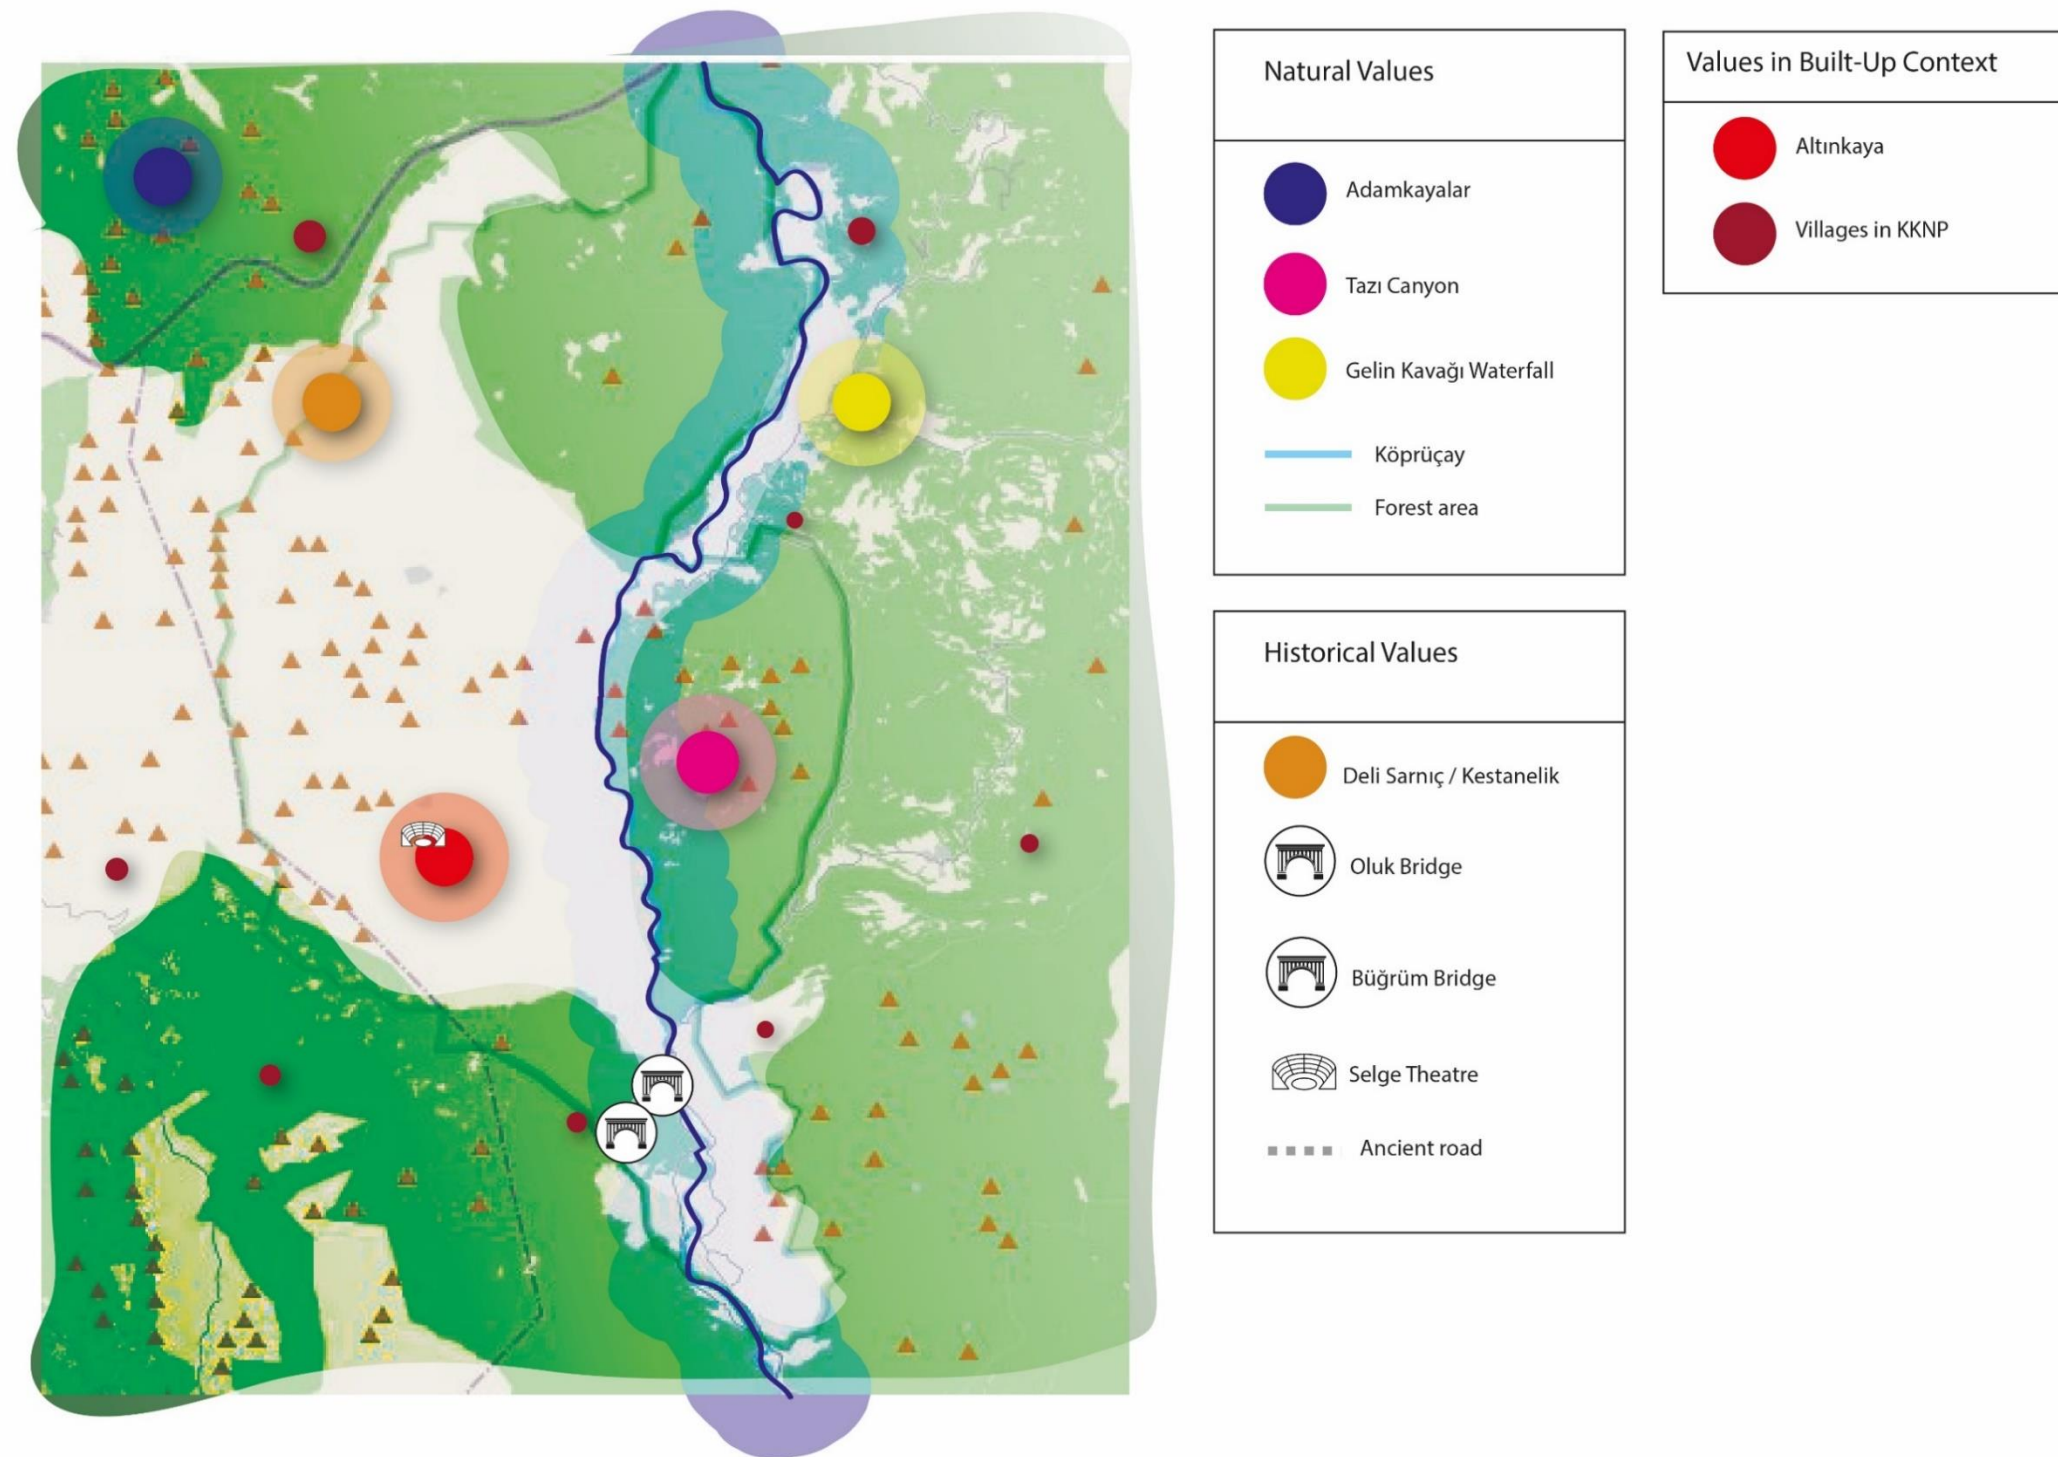 Natural Values
Adamkayalar
Tazı Canyon
Gelin Kavağı Waterfall
Köprüçay
Forest area
Historical Values
Deli Sarnıç / Kestanelik
Oluk Bridge
Büğrüm Bridge
Selge Theatre
Ancient road
Values in Built-Up Context
Altınkaya
Villages in KKNP